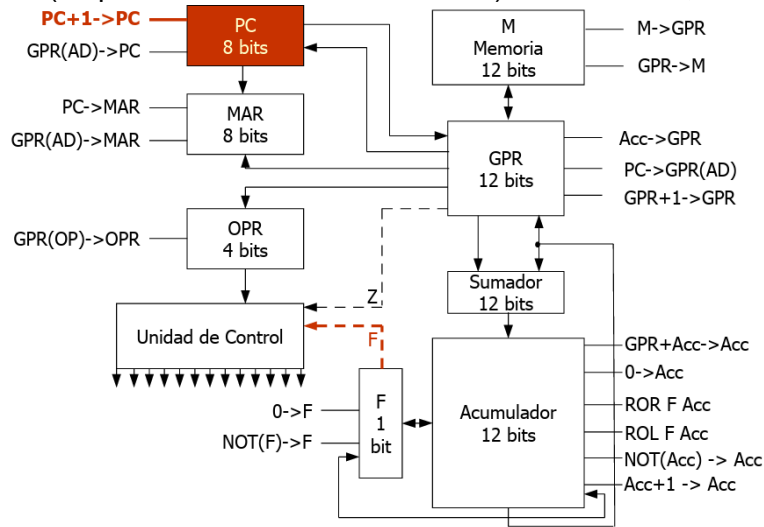 PC+1->PC
PC
8 bits
GPR(AD)->PC
M
Memoria
12 bits
M->GPR
GPR->M
PC->MAR
MAR
8 bits
GPR(AD)->MAR
GPR
12 bits
Acc->GPR
PC->GPR(AD)
GPR+1->GPR
GPR(OP)->OPR
OPR
4 bits
Z
Sumador
12 bits
Unidad de Control
F
GPR+Acc->Acc
0->Acc
ROR F Acc
ROL F Acc
NOT(Acc) -> Acc
Acc+1 -> Acc
Acumulador
12 bits
0->F
NOT(F)->F
F
1
bit